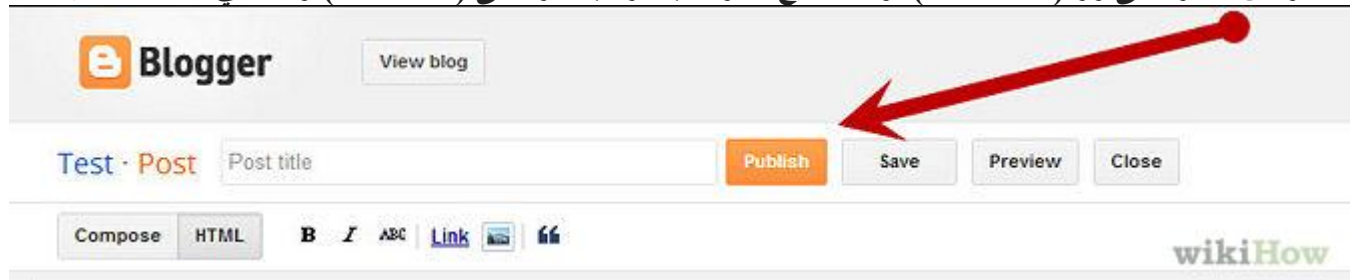 Blogger View blog
Test · Post Post title Publish Save Preview Close
Compose HTML B I ABC Link
wikiHow